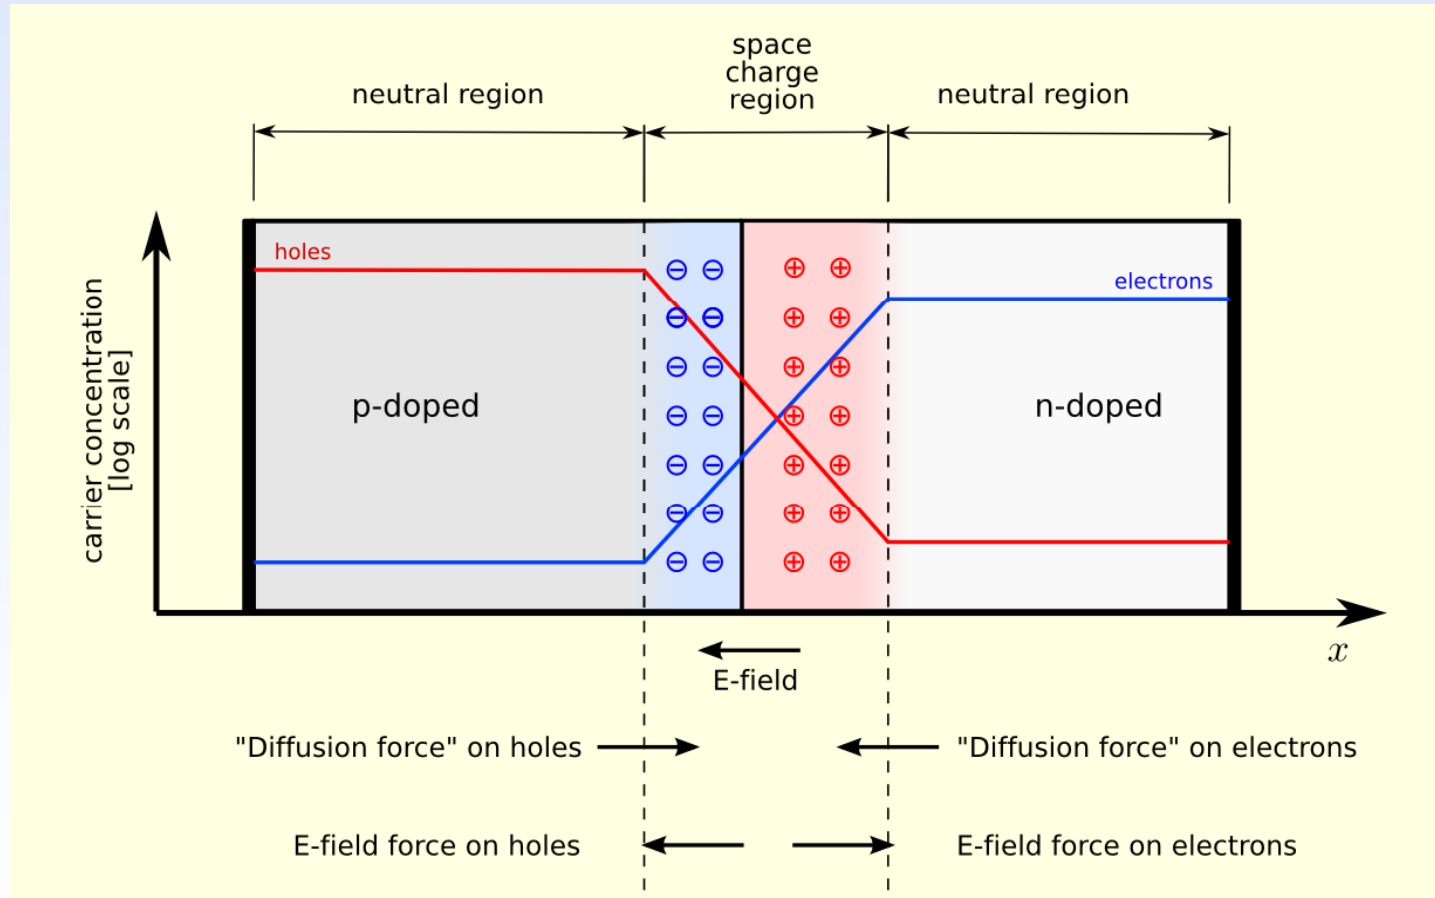 space
charge
region
neutral region
neutral region
holes
electrons
carrier concentration
[log scale]
p-doped
n-doped
x
E-field
"Diffusion force" on holes
"Diffusion force" on electrons
E-field force on holes
E-field force on electrons